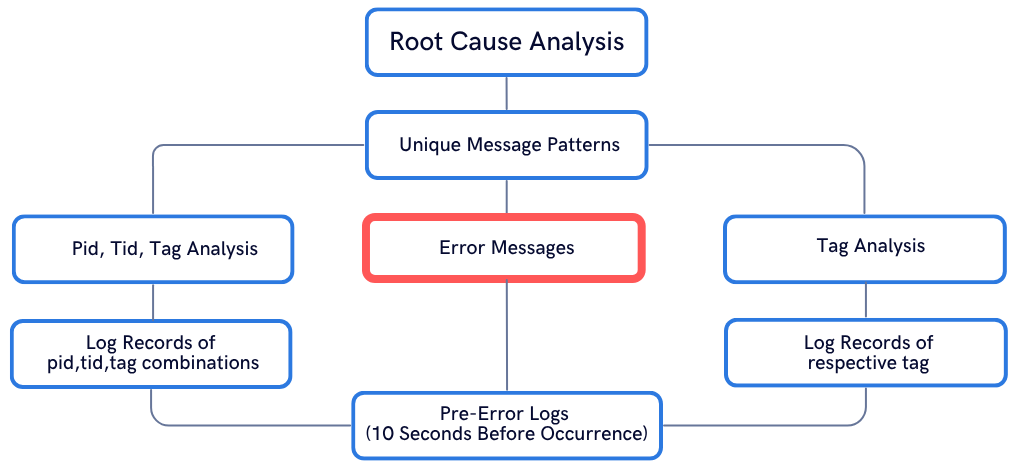 Root Cause Analysis
Unique Message Patterns
Pid, Tid, Tag Analysis
Error Messages
Tag Analysis
Log Records of
pid,tid,tag combinations
Log Records of
respective tag
Pre-Error Logs
(10 Seconds Before Occurrence)